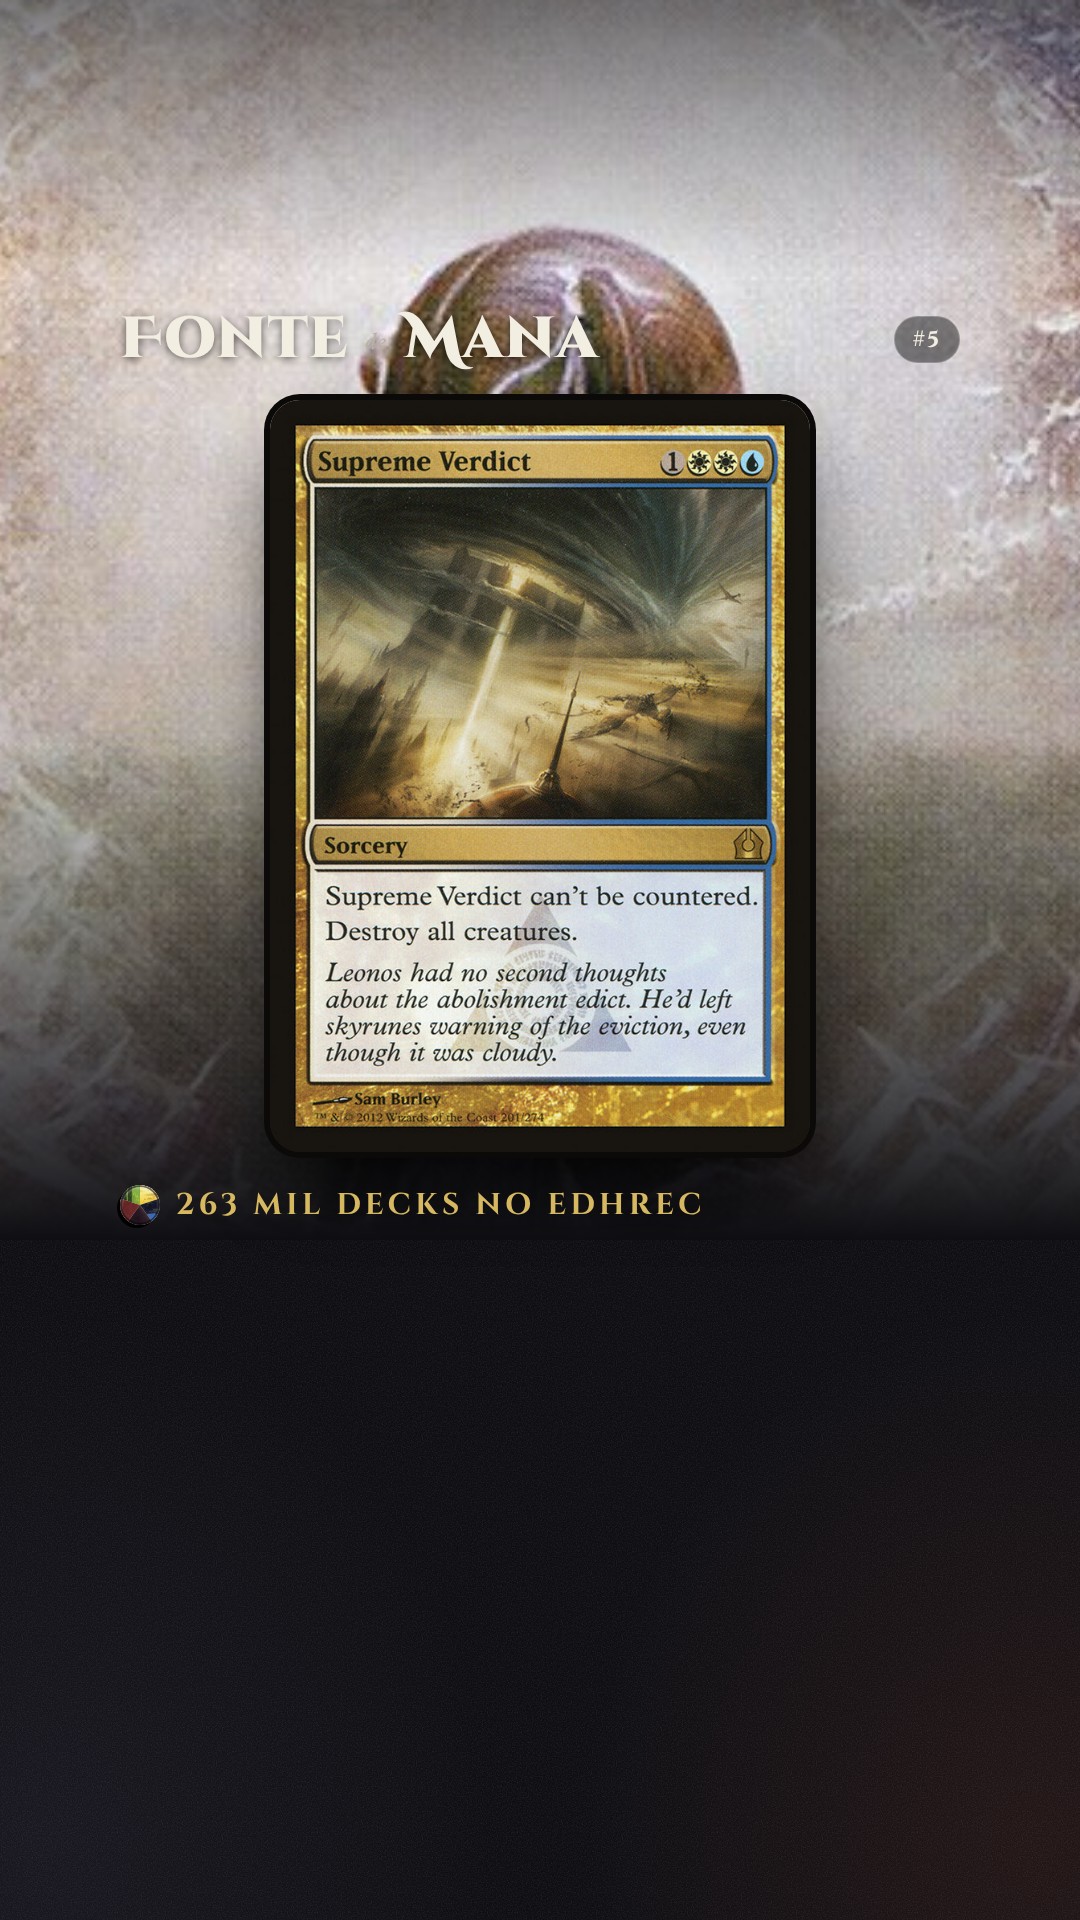 Fonte Mana
#5
Supreme Verdict
1
Sorcery
Supreme Verdict can't be countered.
Destroy all creatures.
Leonos had no second thoughts
about the abolishment edict. He'd left
skyrunes warning of the eviction, even
though it was cloudy.
Sam Burley
™ & © 2012 Wizards of the Coast 201/274
263 MIL DECKS NO EDHREC